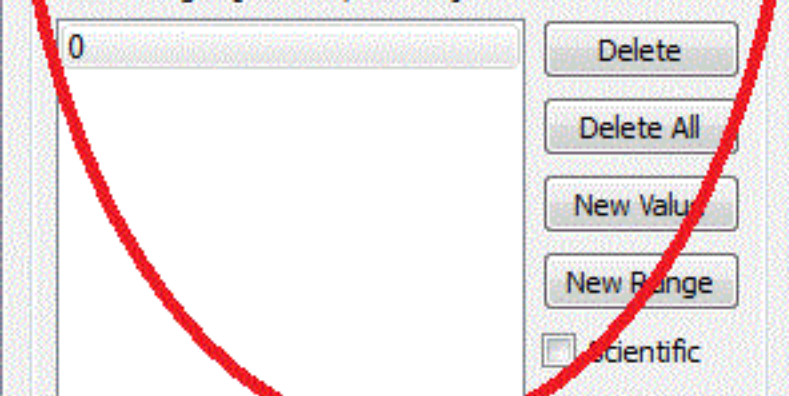 0
Delete
Delete All
New Value
New Range
Scientific